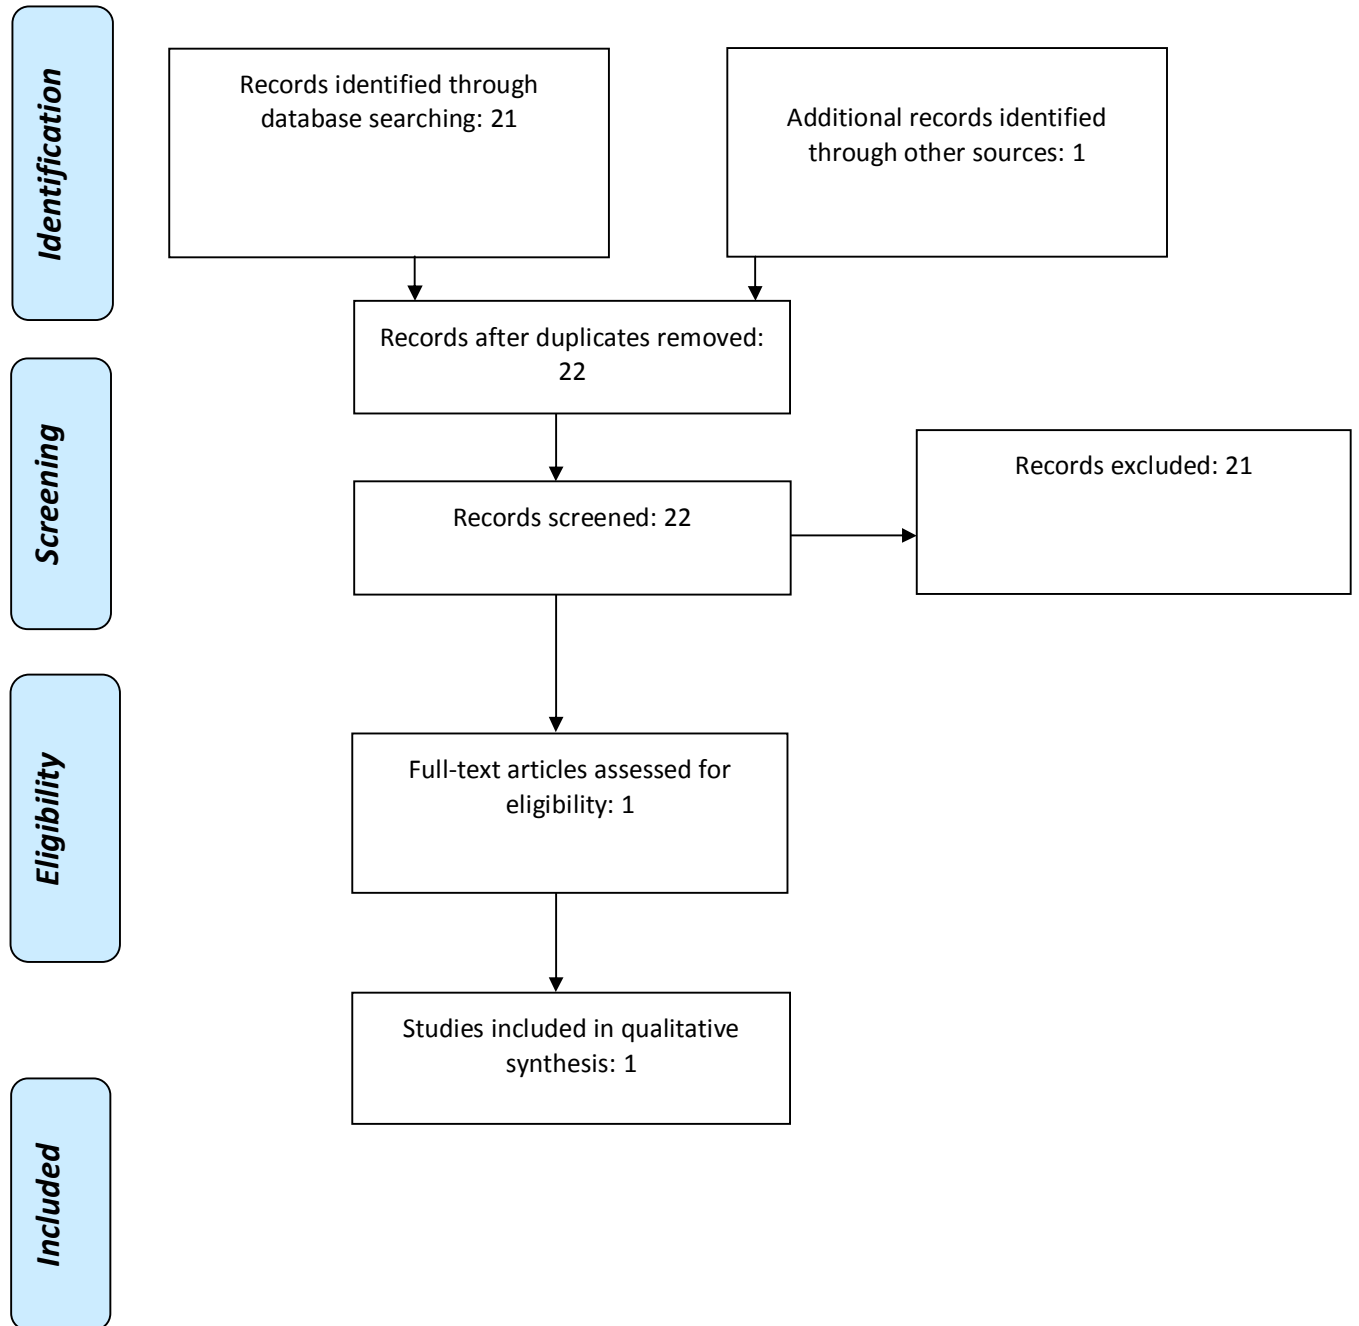 Identification
Records identified through
database searching: 21
Additional records identified
through other sources: 1
Records after duplicates removed:
22
Screening
Records screened: 22
Records excluded: 21
Eligibility
Full-text articles assessed for
eligibility: 1
Studies included in qualitative
synthesis: 1
Included